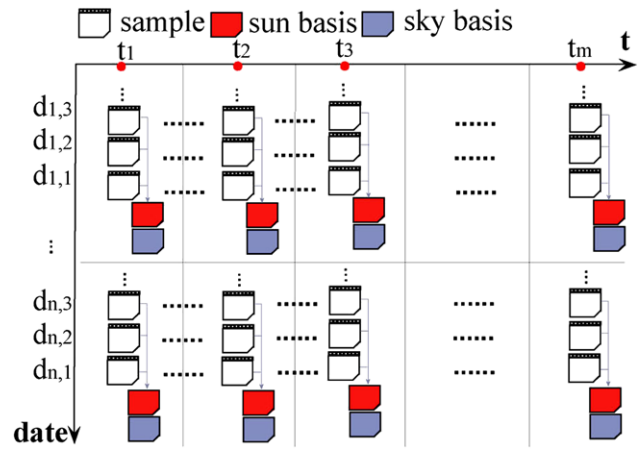 sample sun basis sky basis
t1 t2 t3 tm t
d1,3
d1,2
d1,1
dn,3
dn,2
dn,1
date